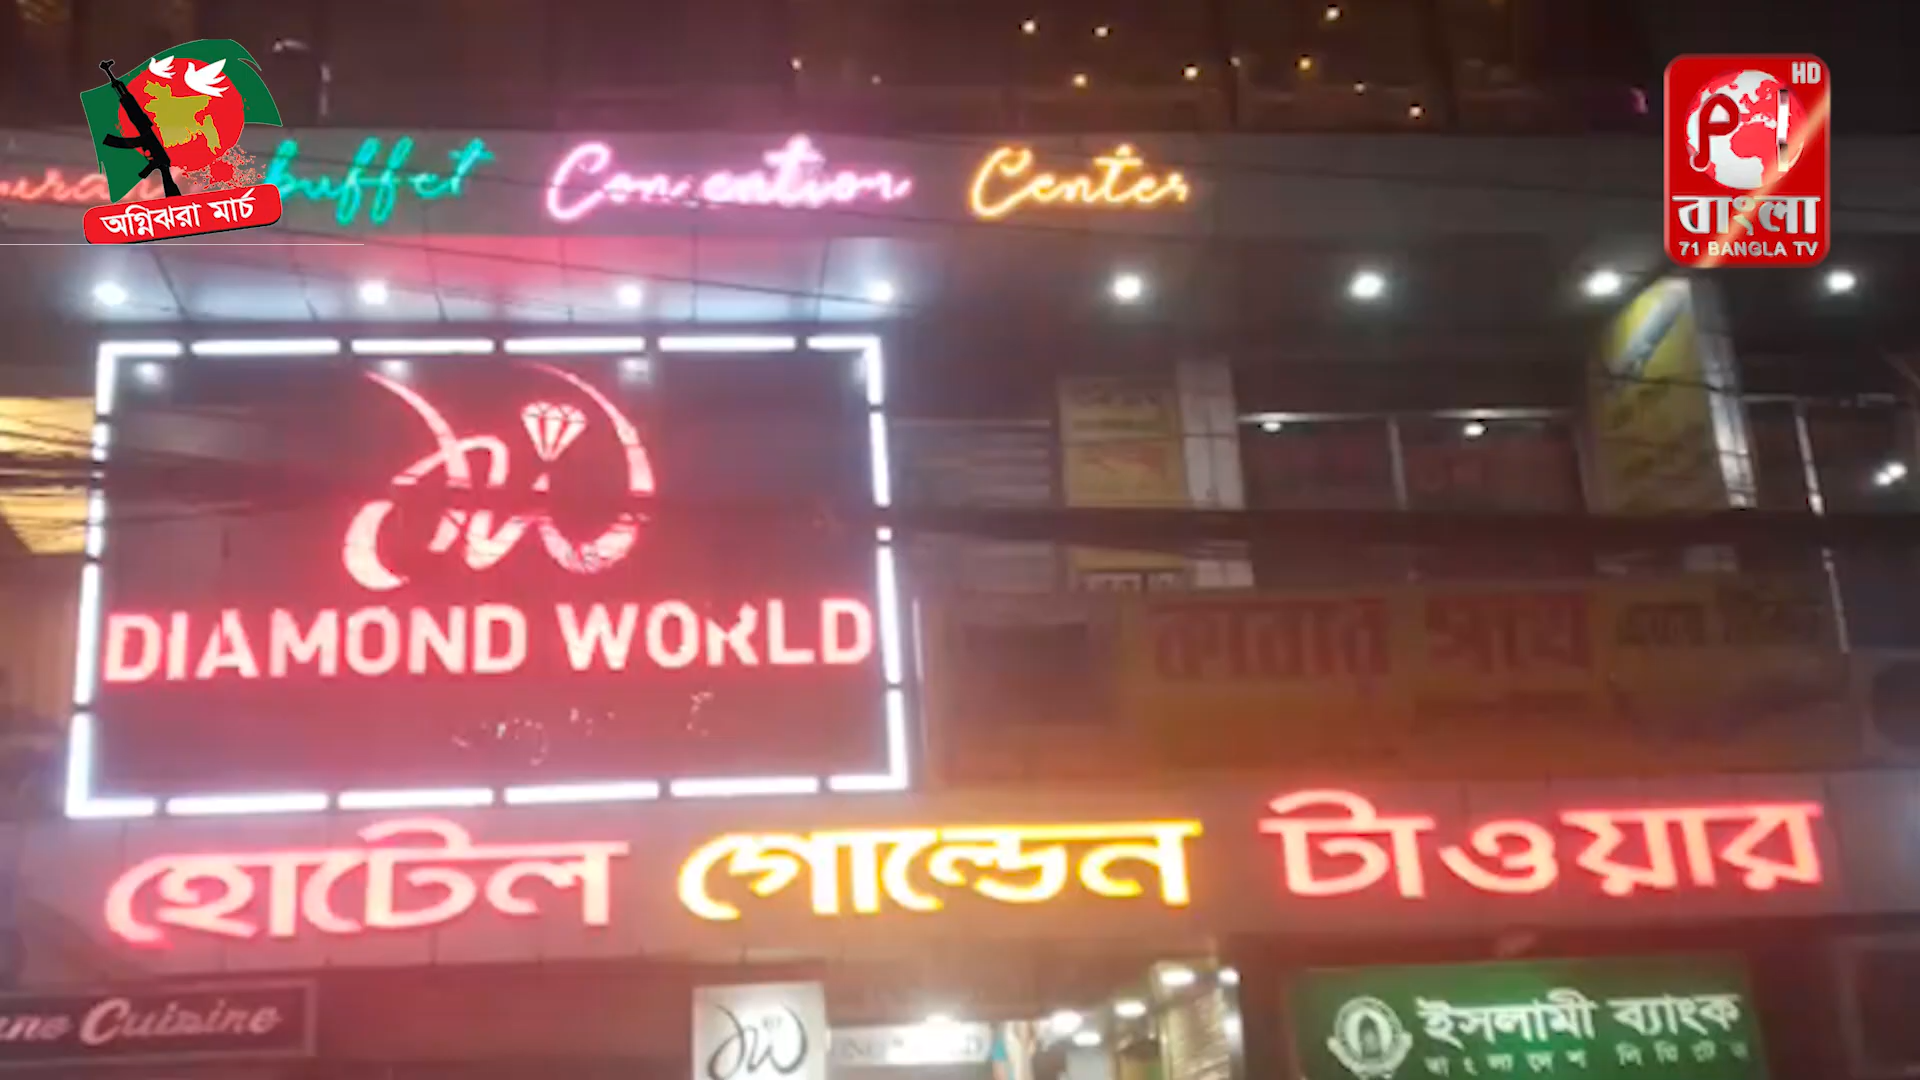 অগ্নিঝরা মার্চ
HD
বাংলা
71 BANGLA TV
buffet Convention Center
DIAMOND WORLD
হোটেল গোল্ডেন টাওয়ার
Cuisine
ইসলামী ব্যাংক
বাংলাদেশ লিমিটেড